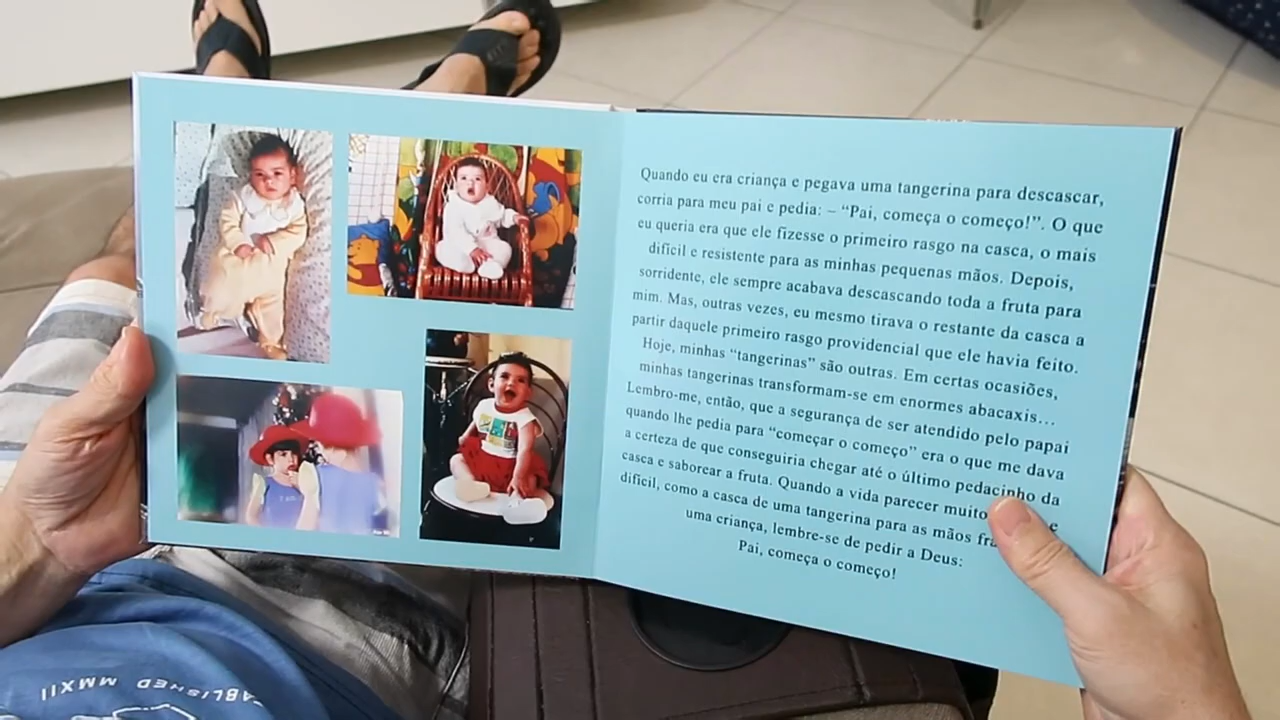 Quando eu era criança e pegava uma tangerina para descascar,
corria para meu pai e pedia: – “Pai, começa o começo!”. O que
eu queria era que ele fizesse o primeiro rasgo na casca, o mais
difícil e resistente para as minhas pequenas mãos. Depois,
sorridente, ele sempre acabava descascando toda a fruta para
mim. Mas, outras vezes, eu mesmo tirava o restante da casca a
partir daquele primeiro rasgo providencial que ele havia feito.
Hoje, minhas “tangerinas” são outras. Em certas ocasiões,
minhas tangerinas transformam-se em enormes abacaxis...
Lembro-me, então, que a segurança de ser atendido pelo papai
quando lhe pedia para “começar o começo” era o que me dava
a certeza de que conseguiria chegar até o último pedacinho da
casca e saborear a fruta. Quando a vida parecer muito e
difícil, como a casca de uma tangerina para as mãos
uma criança, lembre-se de pedir a Deus:
Pai, começa o começo!
ABLISHED MMXII